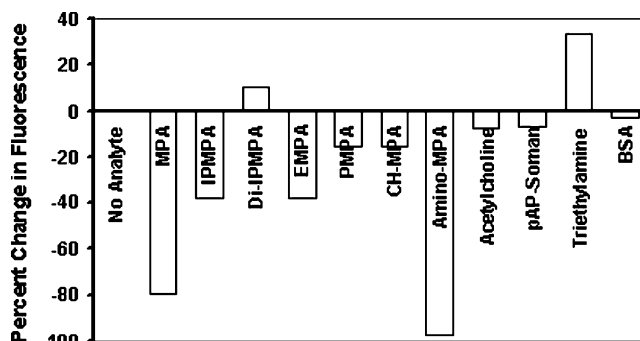 Percent Change in Fluorescence
40
20
0
-20
-40
-60
-80
-100
No Analyte
MPA
IPMPA
Di-IPMPA
EMPA
PMPA
CH-MPA
Amino-MPA
Acetylcholine
pAP-Soman
Triethylamine
BSA